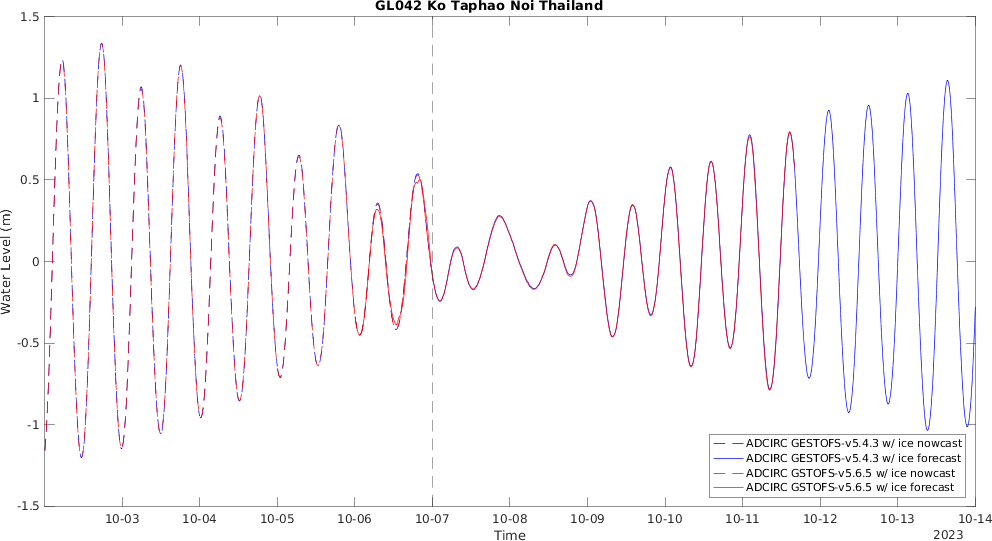 GL042 Ko Taphao Noi Thailand
1.5
1
0.5
0
-0.5
-1
-1.5
Water Level (m)
ADCIRC GESTOFS-v5.4.3 w/ ice nowcast
ADCIRC GESTOFS-v5.4.3 w/ ice forecast
ADCIRC GSTOFS-v5.6.5 w/ ice nowcast
ADCIRC GSTOFS-v5.6.5 w/ ice forecast
10-03 10-04 10-05 10-06 10-07 10-08 10-09 10-10 10-11 10-12 10-13 10-14
Time
2023